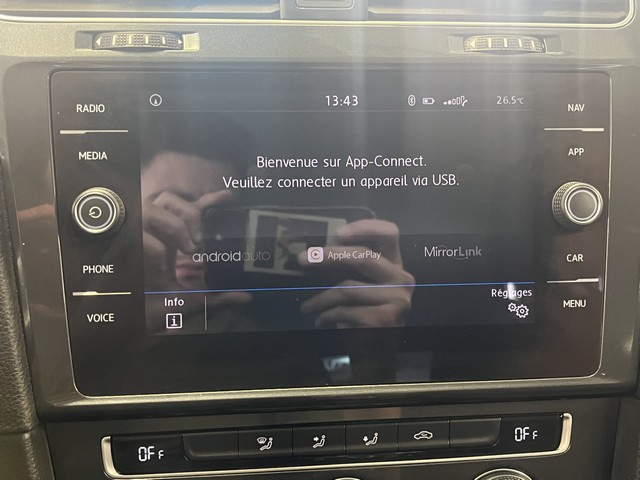 RADIO
MEDIA
PHONE
VOICE
13:43
26.5°C
Bienvenue sur App-Connect.
Veuillez connecter un appareil via USB.
androidauto
Apple CarPlay
MirrorLink
Info
i
Réglages
NAV
APP
CAR
MENU
OFF
OFF